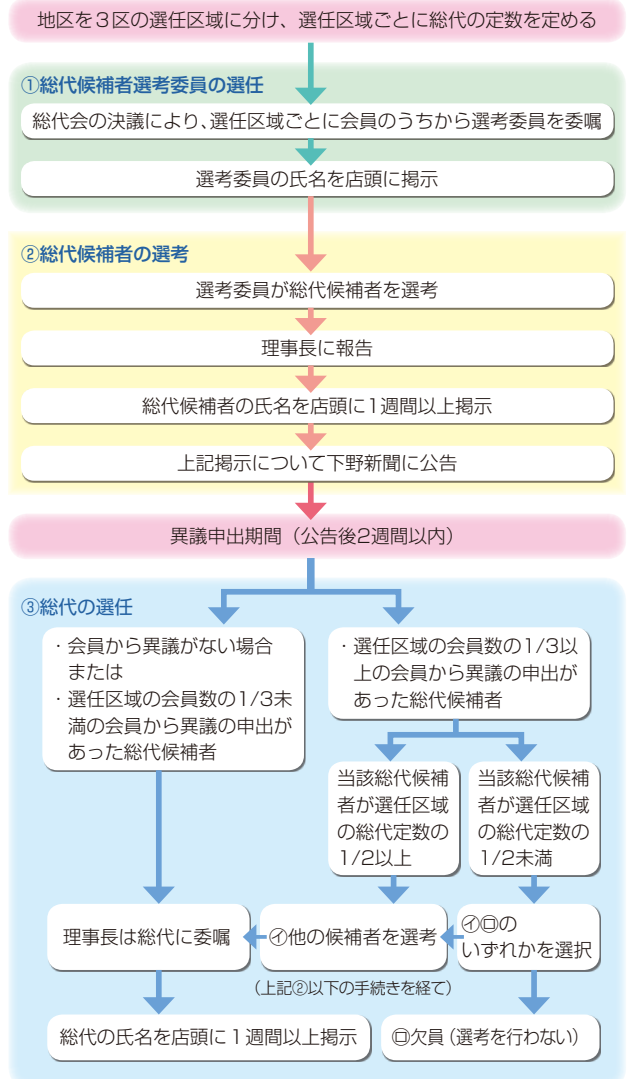 地区を3区の選任区域に分け、選任区域ごとに総代の定数を定める
①総代候補者選考委員の選任
総代会の決議により、選任区域ごとに会員のうちから選考委員を委嘱
選考委員の氏名を店頭に掲示
②総代候補者の選考
選考委員が総代候補者を選考
理事長に報告
総代候補者の氏名を店頭に1週間以上掲示
上記掲示について下野新聞に公告
異議申出期間（公告後2週間以内）
③総代の選任
・会員から異議がない場合
または
・選任区域の会員数の1/3未
満の会員から異議の申出が
あった総代候補者
・選任区域の会員数の1/3以
上の会員から異議の申出が
あった総代候補者
当該総代候補
者が選任区域
の総代定数の
1/2以上
当該総代候補
者が選任区域
の総代定数の
1/2未満
理事長は総代に委嘱
㋑他の候補者を選考
㋑㋺の
いずれかを選択
（上記②以下の手続きを経て）
総代の氏名を店頭に1週間以上掲示
㋺欠員（選考を行わない）